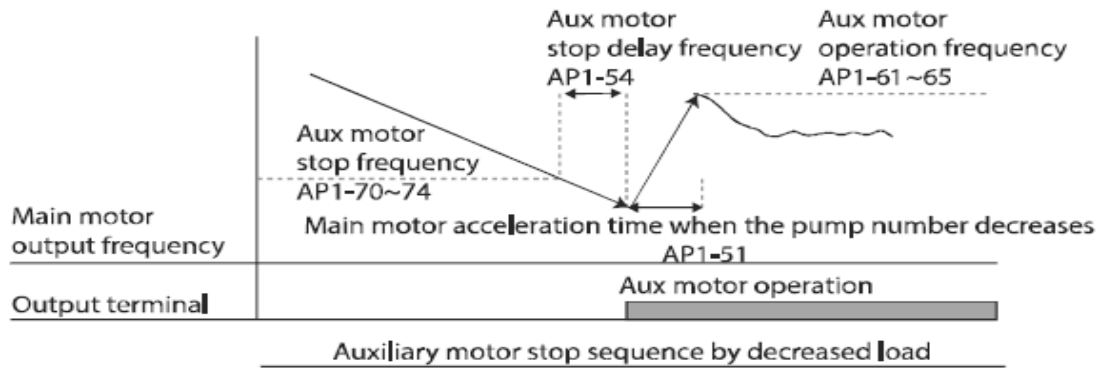 Aux motor
stop delay frequency
AP1-54
Aux motor
operation frequency
AP1-61~65
Aux motor
stop frequency
AP1-70~74
Main motor
output frequency
Main motor acceleration time when the pump number decreases
AP1-51
Aux motor operation
Output terminal
Auxiliary motor stop sequence by decreased load